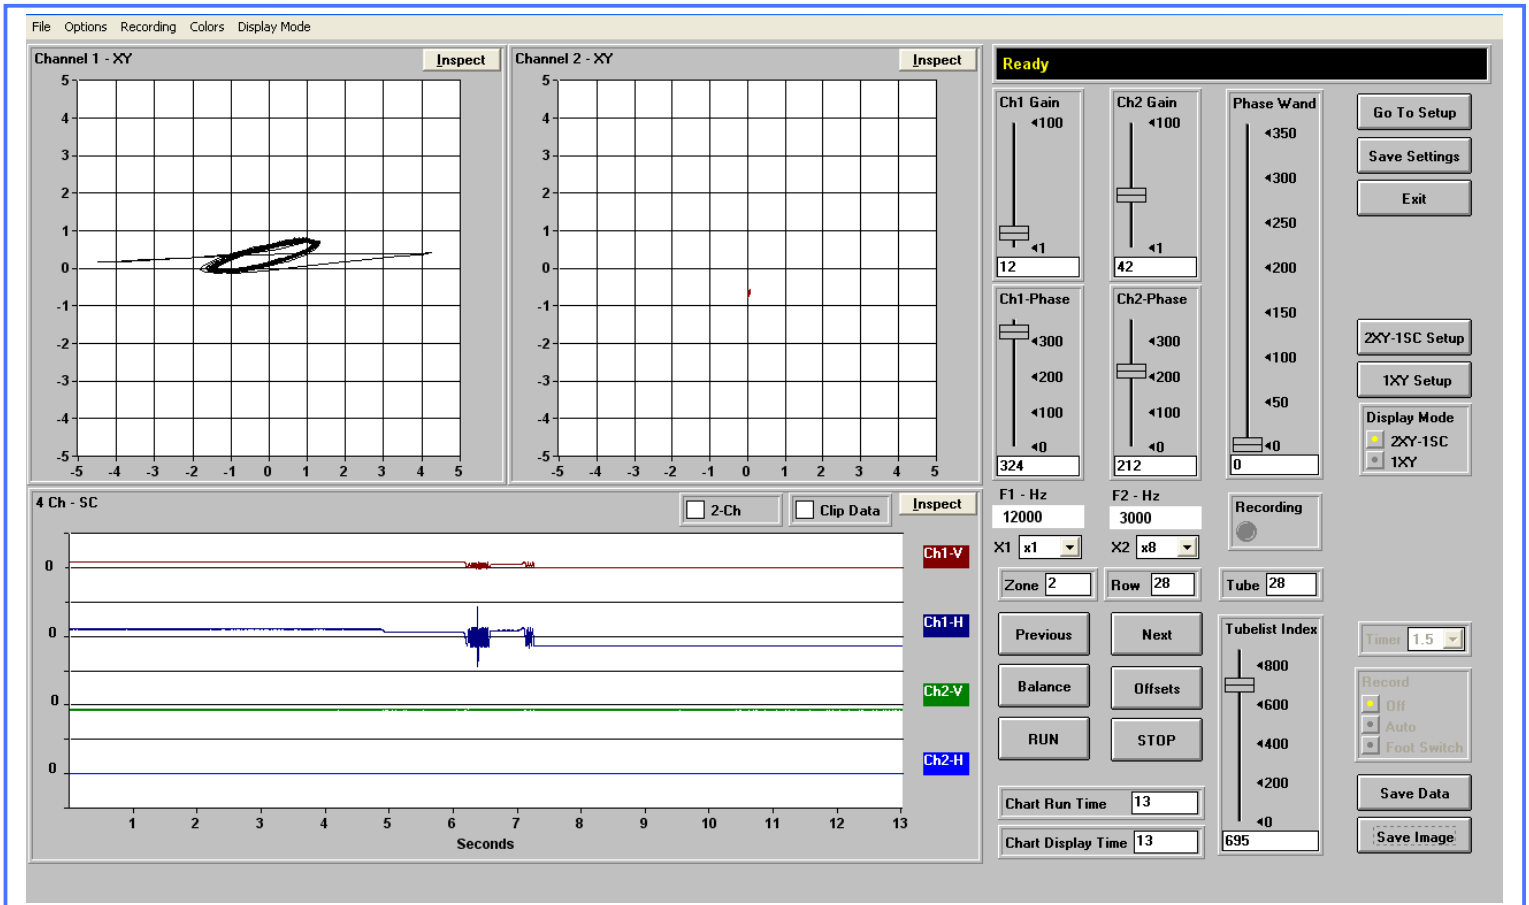 File Options Recording Colors Display Mode
Channel 1 - XY
Inspect
5
4
3
2
1
0
-1
-2
-3
-4
-5
-5 -4 -3 -2 -1 0 1 2 3 4 5
Channel 2 - XY
Inspect
5
4
3
2
1
0
-1
-2
-3
-4
-5
-5 -4 -3 -2 -1 0 1 2 3 4 5
4 Ch - SC
2-Ch
Clip Data
Inspect
0
0
0
0
Ch1-V
Ch1-H
Ch2-V
Ch2-H
1 2 3 4 5 6 7 8 9 10 11 12 13
Seconds
Ready
Ch1 Gain
100
1
12
Ch2 Gain
100
1
42
Phase Wand
350
300
250
200
150
100
50
0
0
Ch1-Phase
300
200
100
0
324
Ch2-Phase
300
200
100
0
212
Go To Setup
Save Settings
Exit
2XY-1SC Setup
1XY Setup
Display Mode
2XY-1SC
1XY
F1 - Hz
12000
F2 - Hz
3000
Recording
X1 x1
X2 x8
Zone 2
Row 28
Tube 28
Previous
Next
Balance
Offsets
RUN
STOP
Tubelist Index
800
600
400
200
0
695
Timer 1.5
Record
Off
Auto
Foot Switch
Chart Run Time 13
Chart Display Time 13
Save Data
Save Image